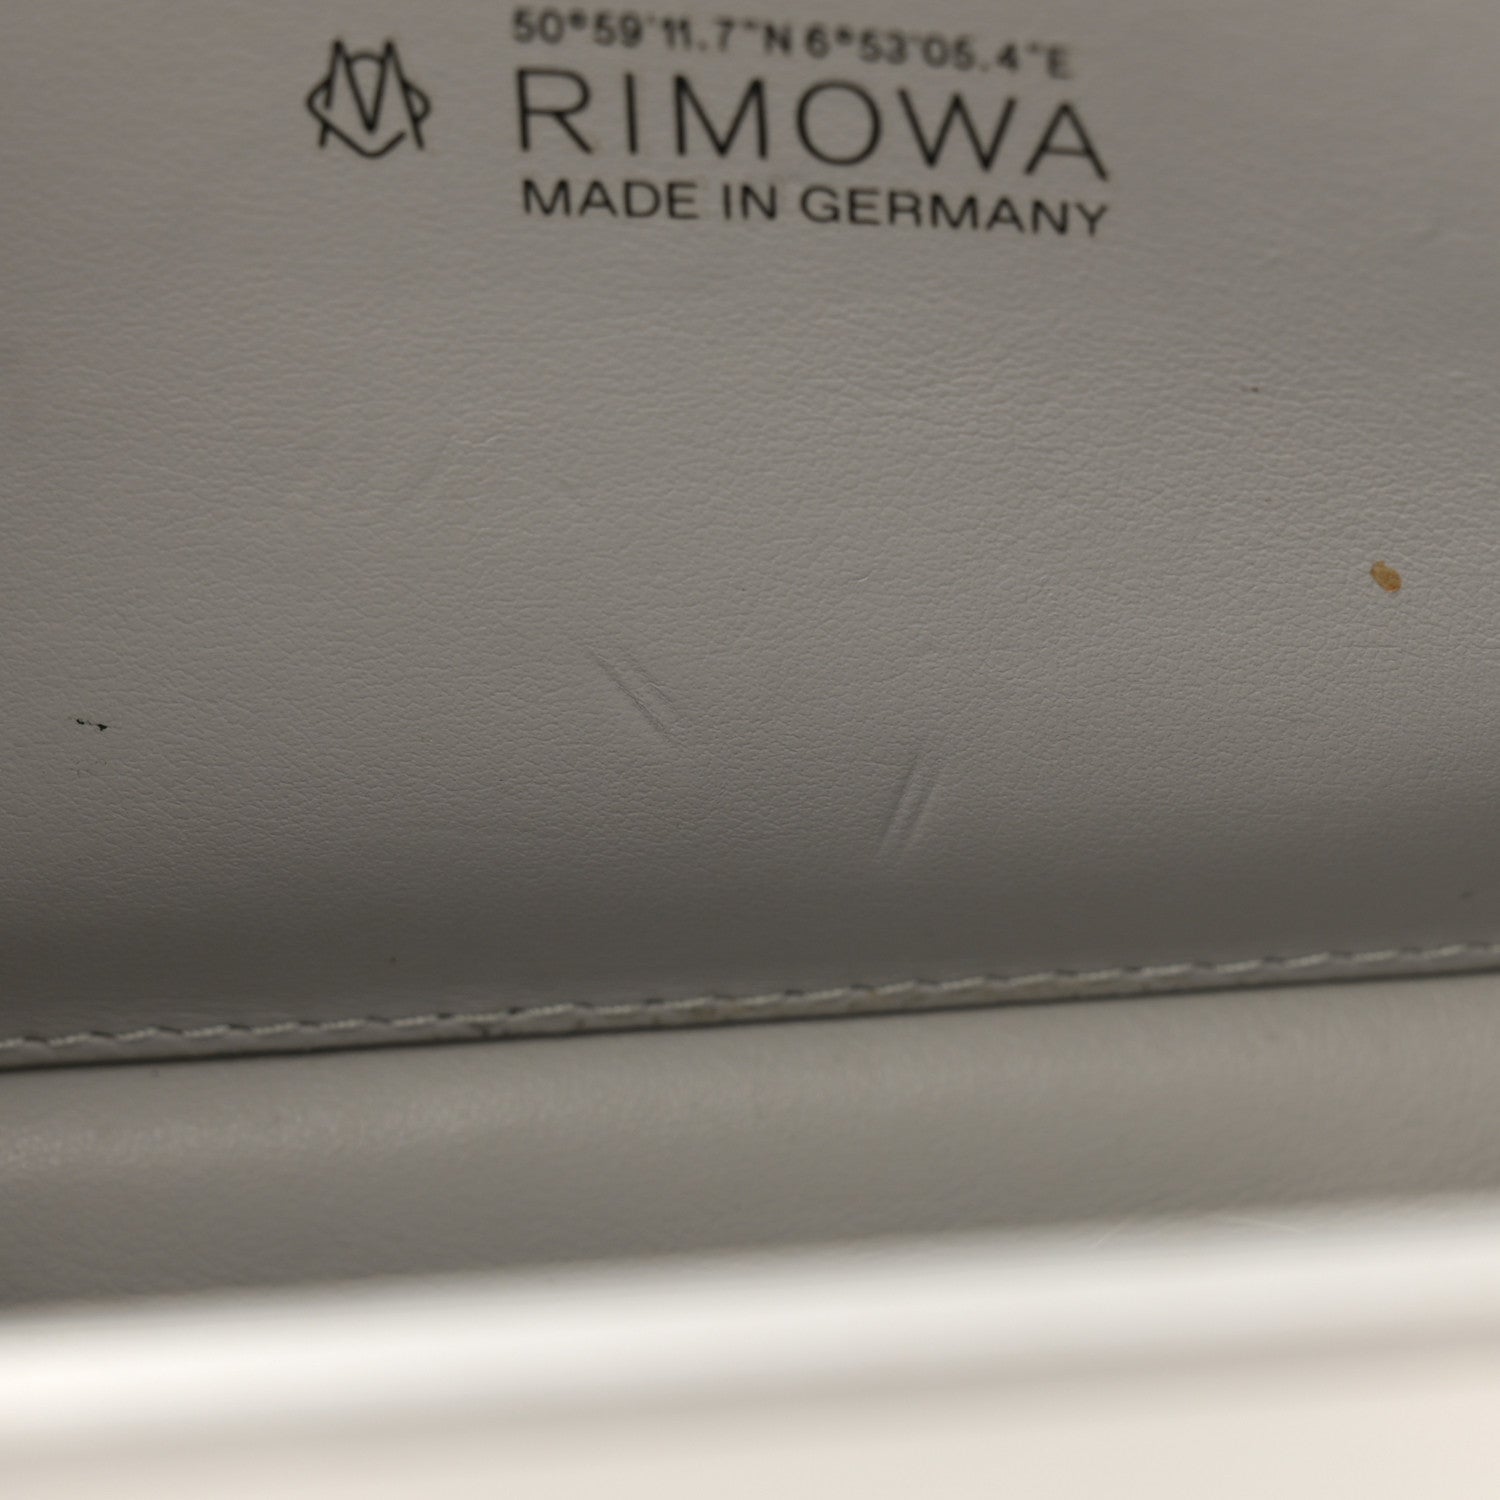 50°59'11.7"N 6°53'05.4"E
RIMOWA
MADE IN GERMANY